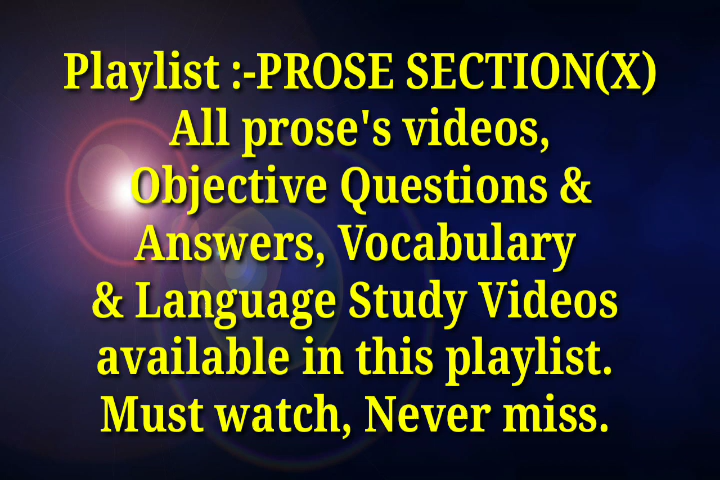 Playlist :-PROSE SECTION(X)
All prose's videos,
Objective Questions &
Answers, Vocabulary
& Language Study Videos
available in this playlist.
Must watch, Never miss.